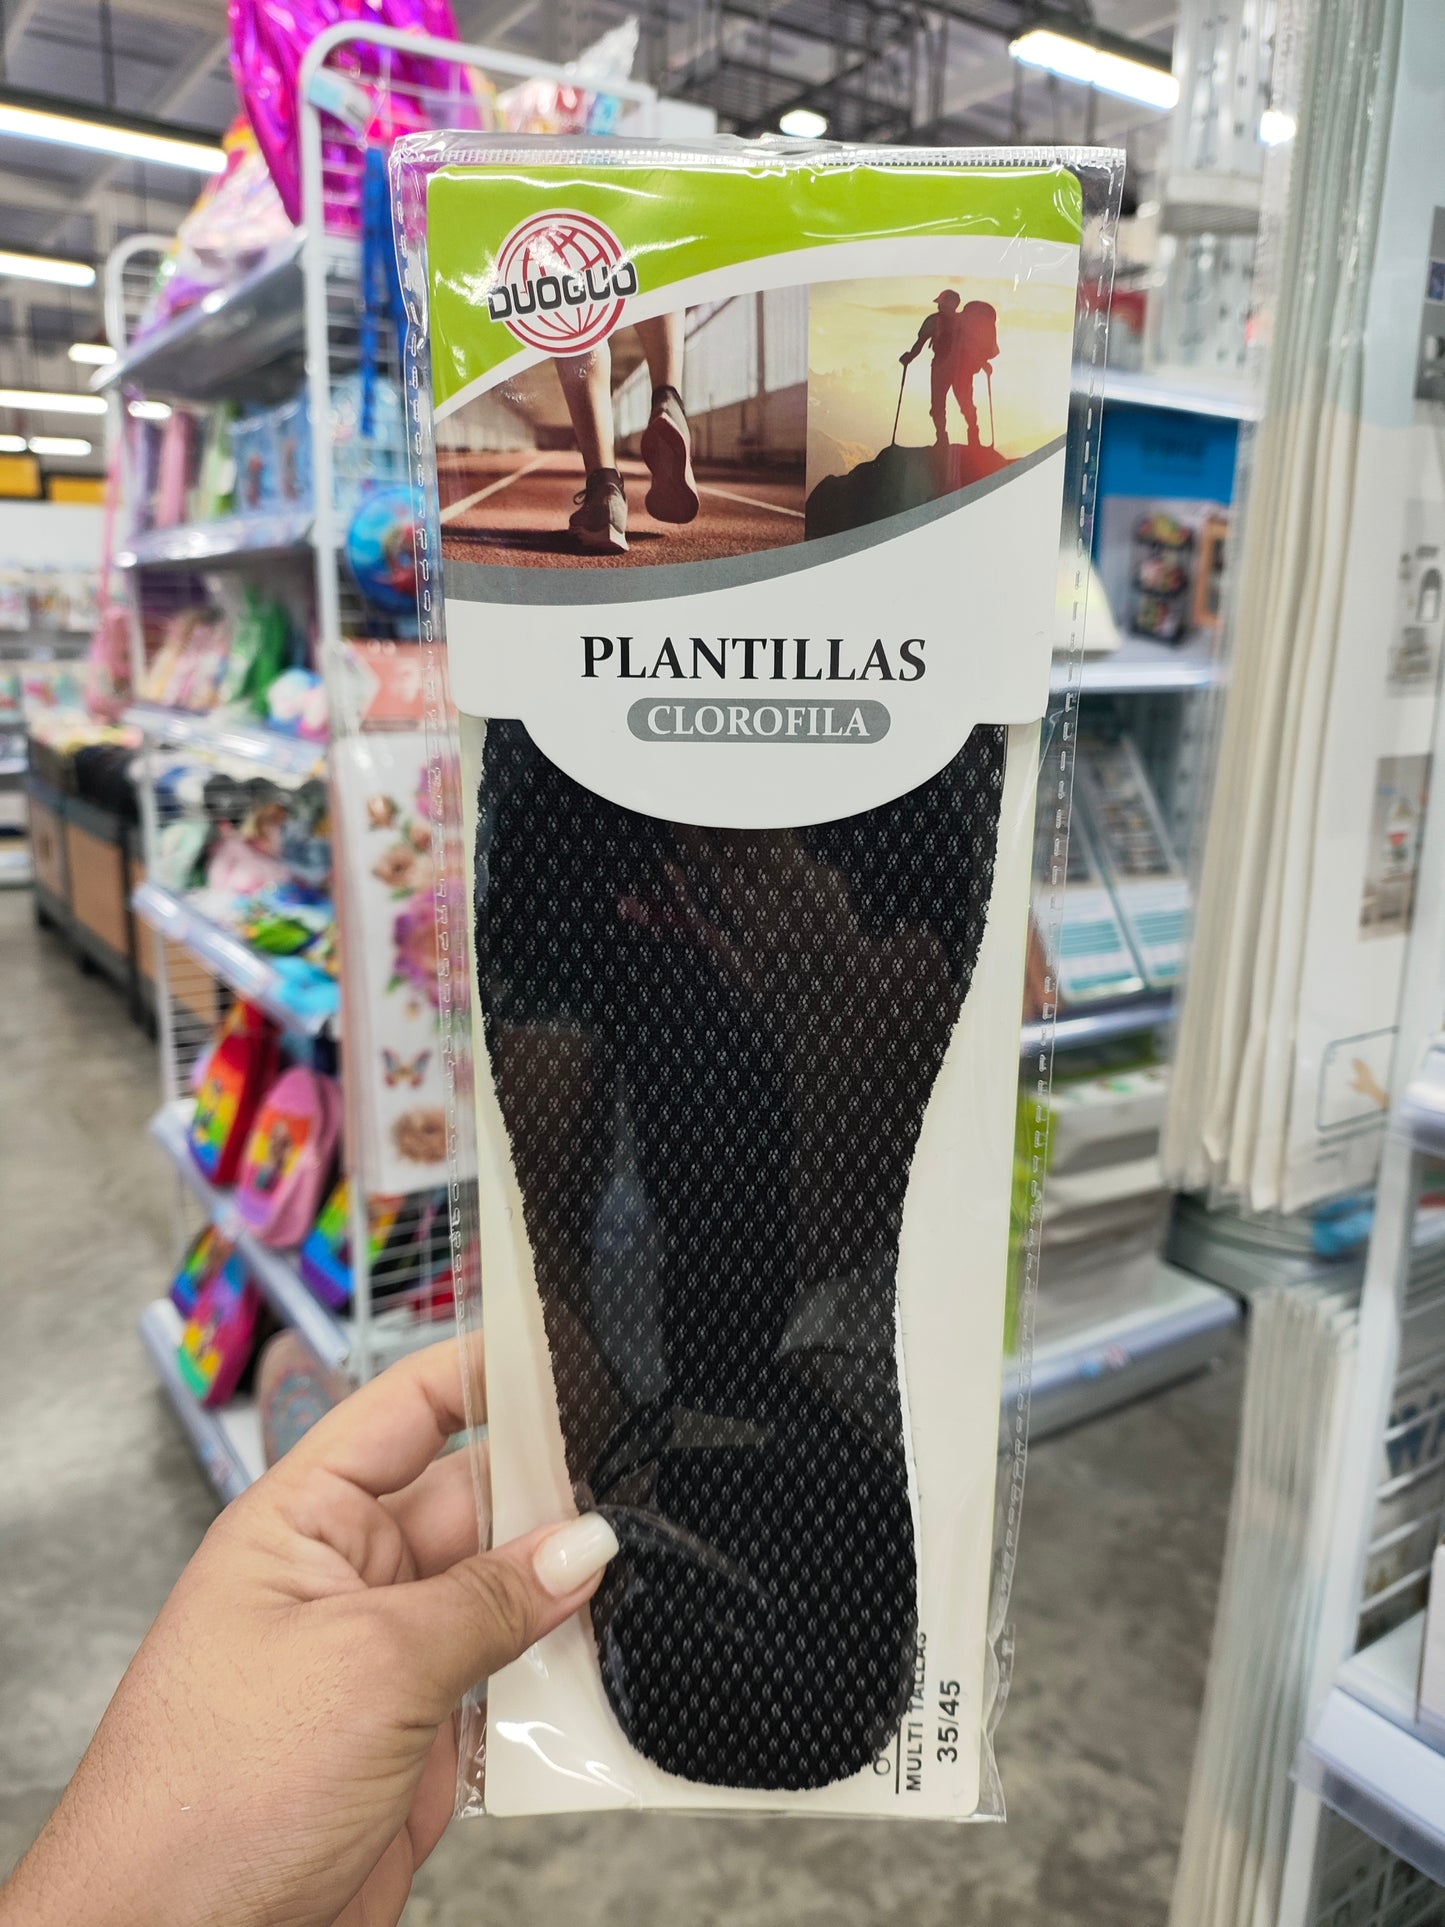 DUOGUO
PLANTILLAS
CLOROFILA
MULTI TALLAS
35/45